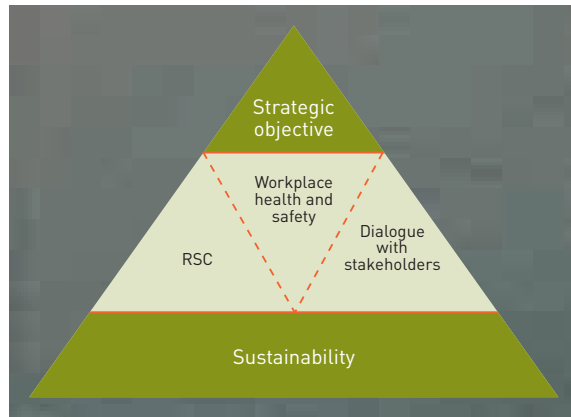 Strategic
objective
Workplace
health and
safety
RSC
Dialogue
with
stakeholders
Sustainability